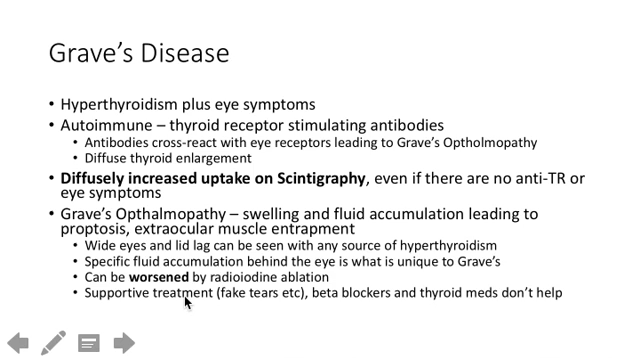 Grave's Disease
• Hyperthyroidism plus eye symptoms
• Autoimmune – thyroid receptor stimulating antibodies
• Antibodies cross-react with eye receptors leading to Grave's Optholmopathy
• Diffuse thyroid enlargement
• Diffusely increased uptake on Scintigraphy, even if there are no anti-TR or
eye symptoms
• Grave's Opthalmopathy – swelling and fluid accumulation leading to
proptosis, extraocular muscle entrapment
• Wide eyes and lid lag can be seen with any source of hyperthyroidism
• Specific fluid accumulation behind the eye is what is unique to Grave's
• Can be worsened by radioiodine ablation
• Supportive treatment (fake tears etc), beta blockers and thyroid meds don't help